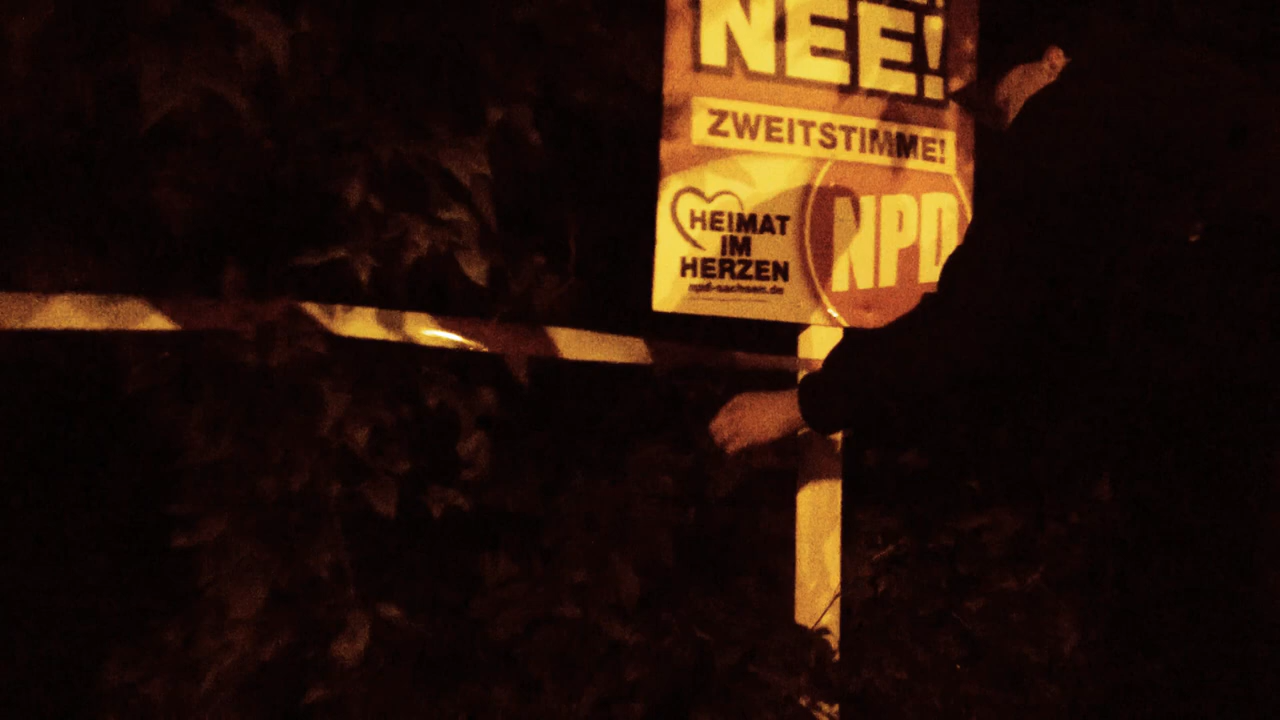 NEE!
ZWEITSTIMME!
HEIMAT
IM
HERZEN
npd-sachsen.de
NPD